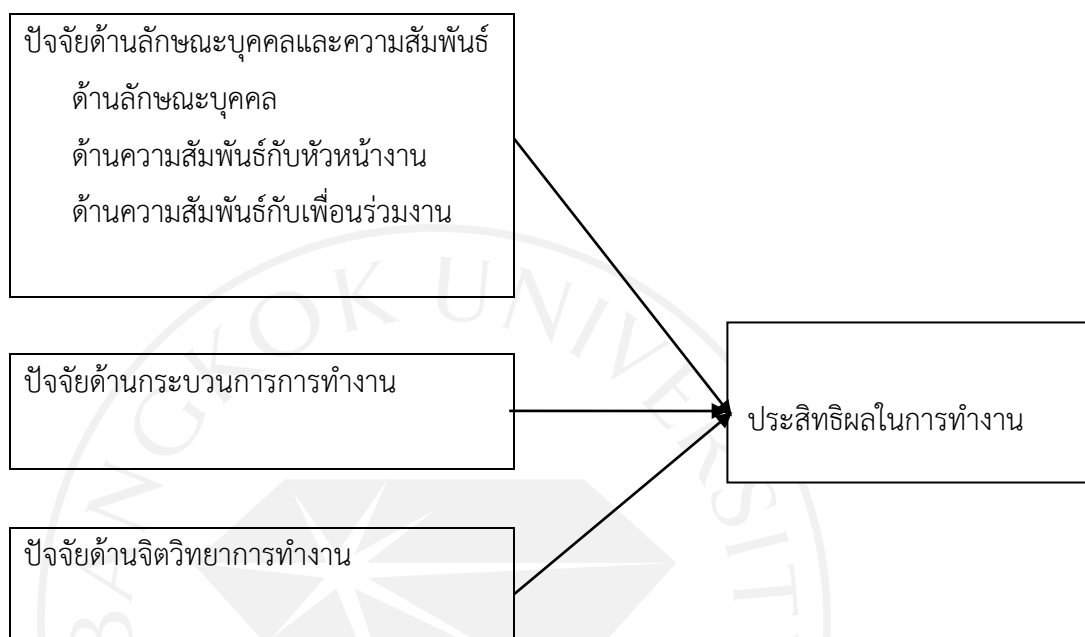 ปัจจัยด้านลักษณะบุคคลและความสัมพันธ์
ด้านลักษณะบุคคล
ด้านความสัมพันธ์กับหัวหน้างาน
ด้านความสัมพันธ์กับเพื่อนร่วมงาน
ปัจจัยด้านกระบวนการการทำงาน
ประสิทธิผลในการทำงาน
ปัจจัยด้านจิตวิทยาการทำงาน
BANGKOK UNIVERSIT